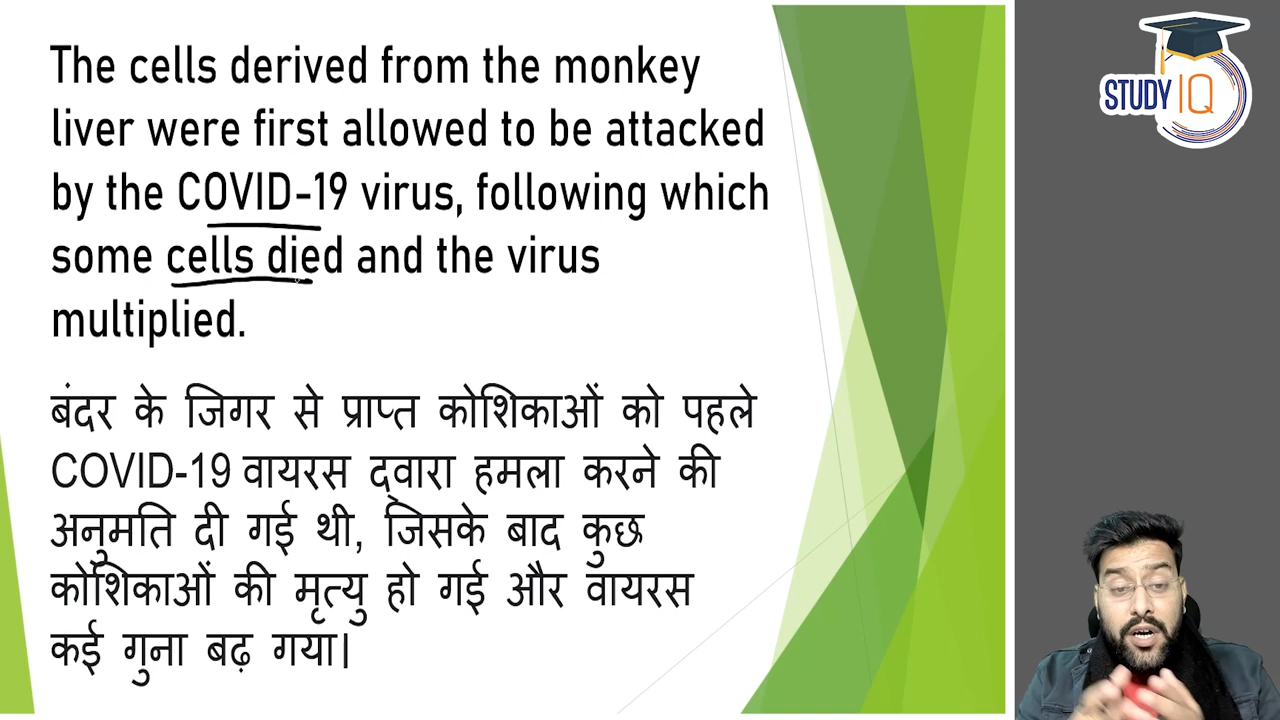 The cells derived from the monkey
liver were first allowed to be attacked
by the COVID-19 virus, following which
some cells died and the virus
multiplied.
बंदर के जिगर से प्राप्त कोशिकाओं को पहले
COVID-19 वायरस द्वारा हमला करने की
अनुमति दी गई थी, जिसके बाद कुछ
कोशिकाओं की मृत्यु हो गई और वायरस
कई गुना बढ़ गया।
STUDY IQ